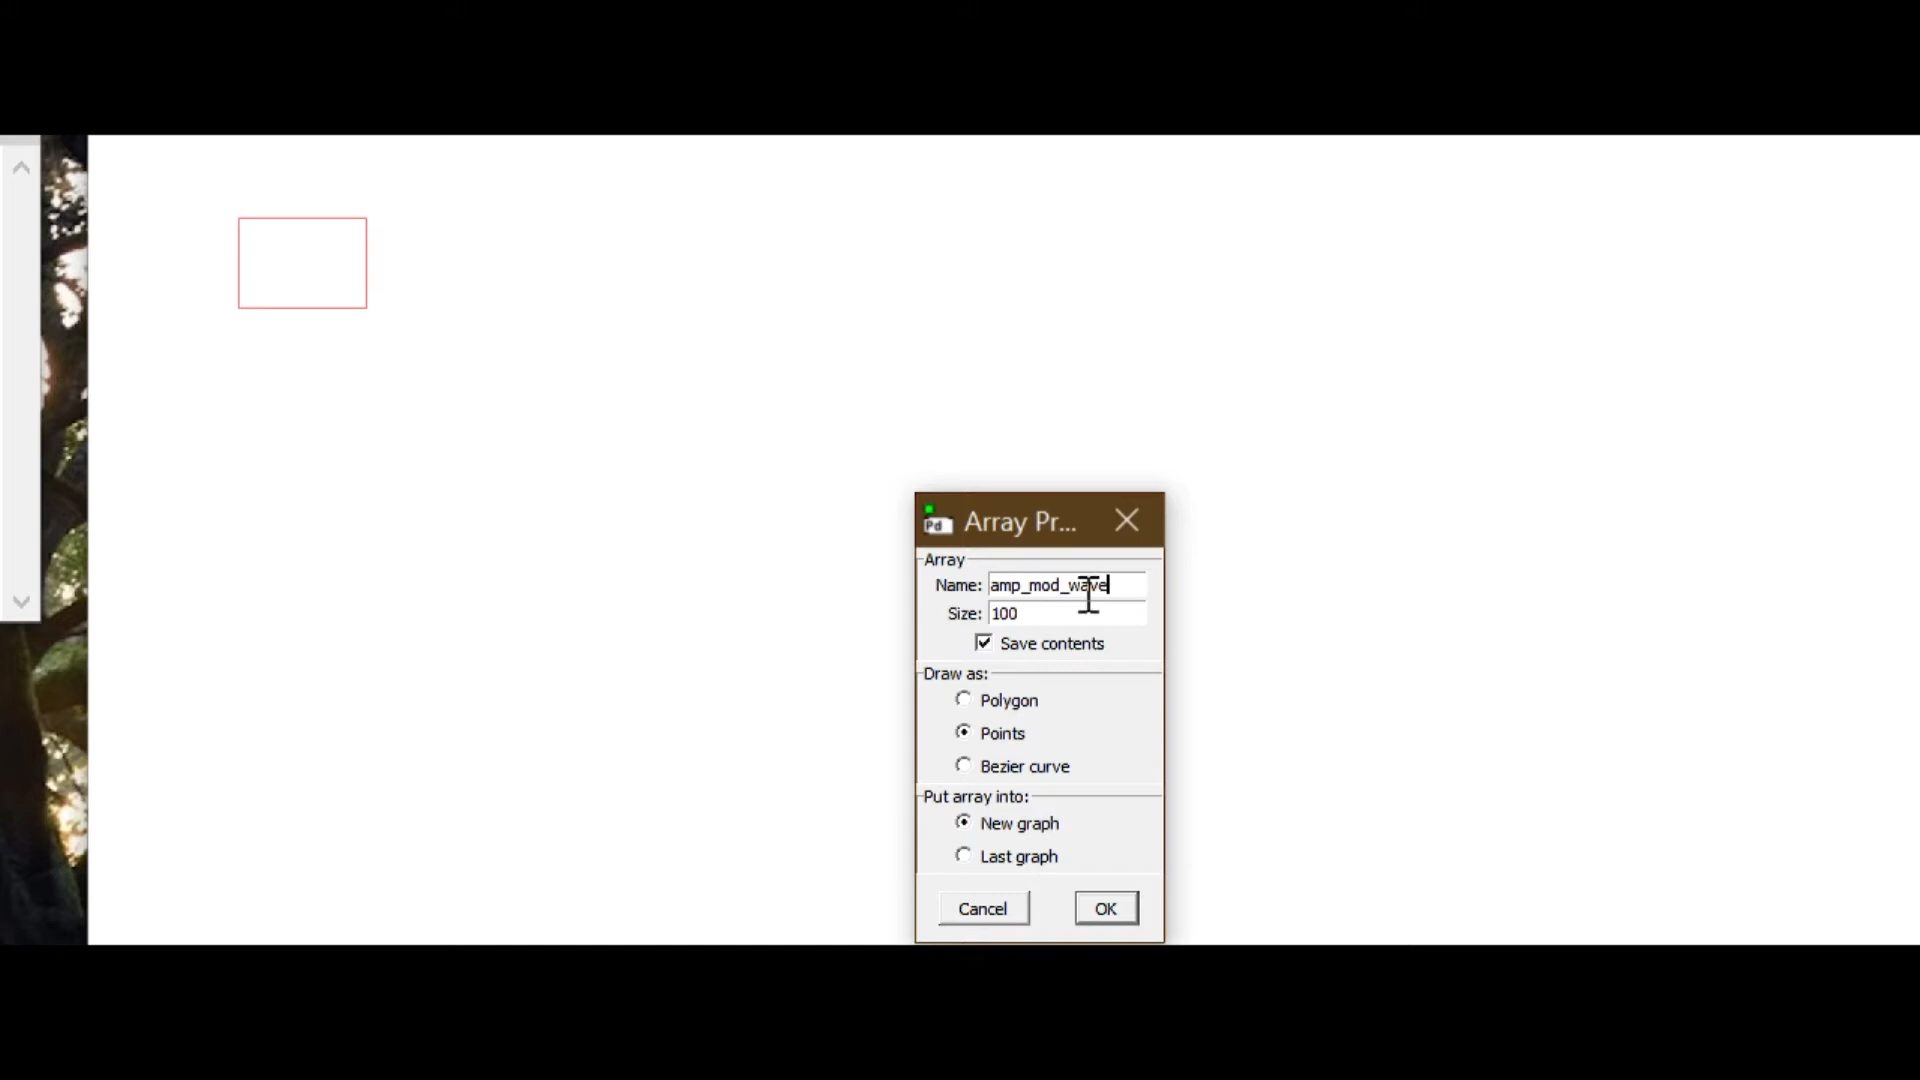 Pd Array Pr...
Array
Name: amp_mod_wave
Size: 100
Save contents
Draw as:
Polygon
Points
Bezier curve
Put array into:
New graph
Last graph
Cancel OK